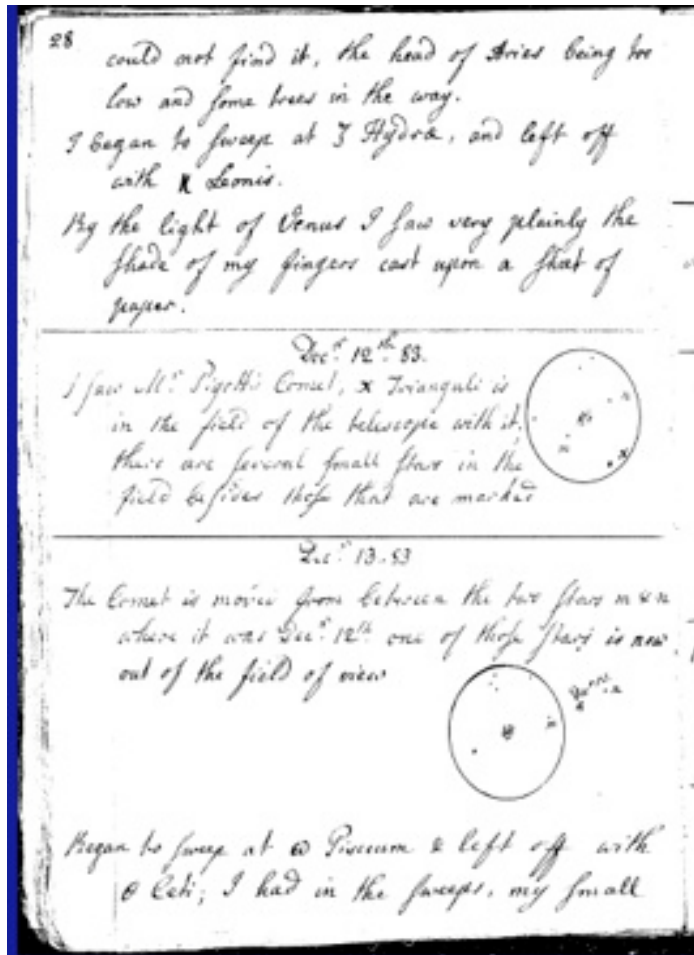 28
could not find it, the head of Aries being too
low and some trees in the way.
I began to sweep at ζ Hydræ, and left off
with κ Leonis.
By the light of Venus I saw very plainly the
shade of my fingers cast upon a sheet of
paper.
Decr. 12th. 83.
I saw Mr Pigott's Comet, x Trianguli is
in the field of the telescope with it,
there are several small stars in the
field besides those that are marked
n
m
x
Decr. 13. 83
The Comet is moved from between the two stars m & n
where it was Decr. 12th one of those stars is now
out of the field of view
m
n
Began to sweep at ω Piscium & left off with
θ Ceti; I had in the sweeps, my small